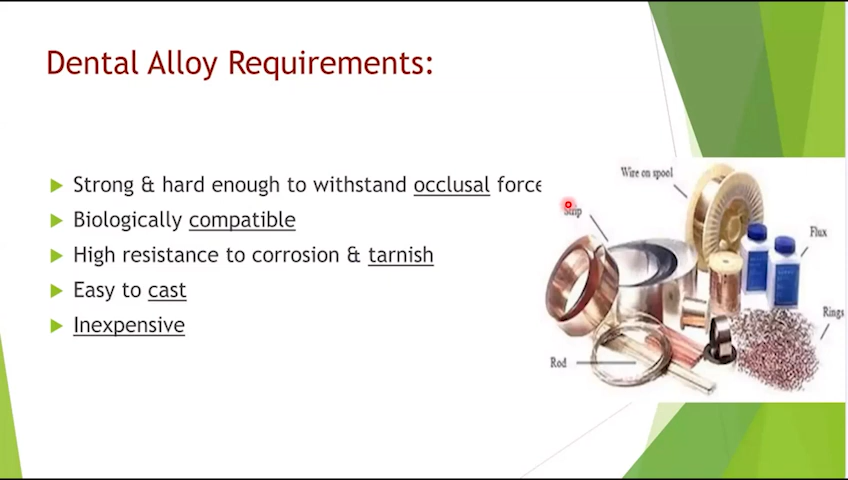 Dental Alloy Requirements:
Strong & hard enough to withstand occlusal force
Biologically compatible
High resistance to corrosion & tarnish
Easy to cast
Inexpensive
Wire on spool
Strip
Flux
Rings
Rod